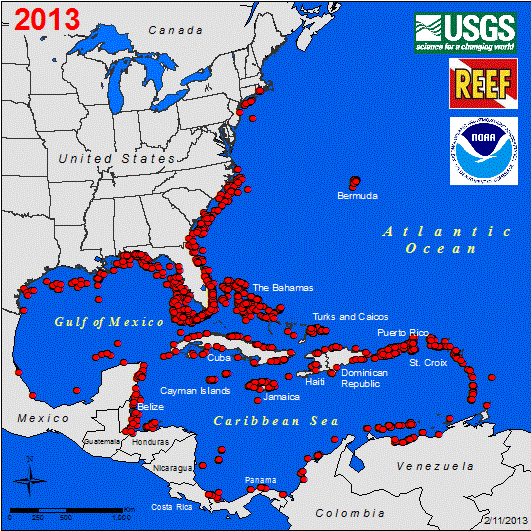 2013
Canada
USGS
science for a changing world
REEF
NOAA
United States
Bermuda
Atlantic
Ocean
The Bahamas
Gulf of Mexico
Turks and Caicos
Puerto Rico
Cuba
St. Croix
Dominican
Republic
Haiti
Cayman Islands
Jamaica
Belize
Mexico
Caribbean Sea
Guatemala
Honduras
Nicaragua
Venezuela
N
Panama
Costa Rica
Colombia
Km
0 250 500 1,000
2/11/2013